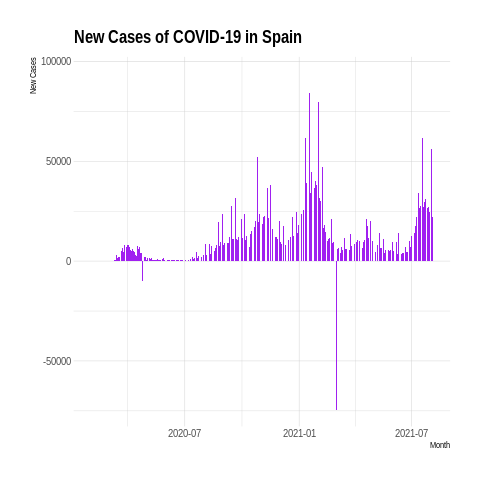 New Cases of COVID-19 in Spain
New Cases
100000
50000
0
-50000
2020-07
2021-01
2021-07
Month